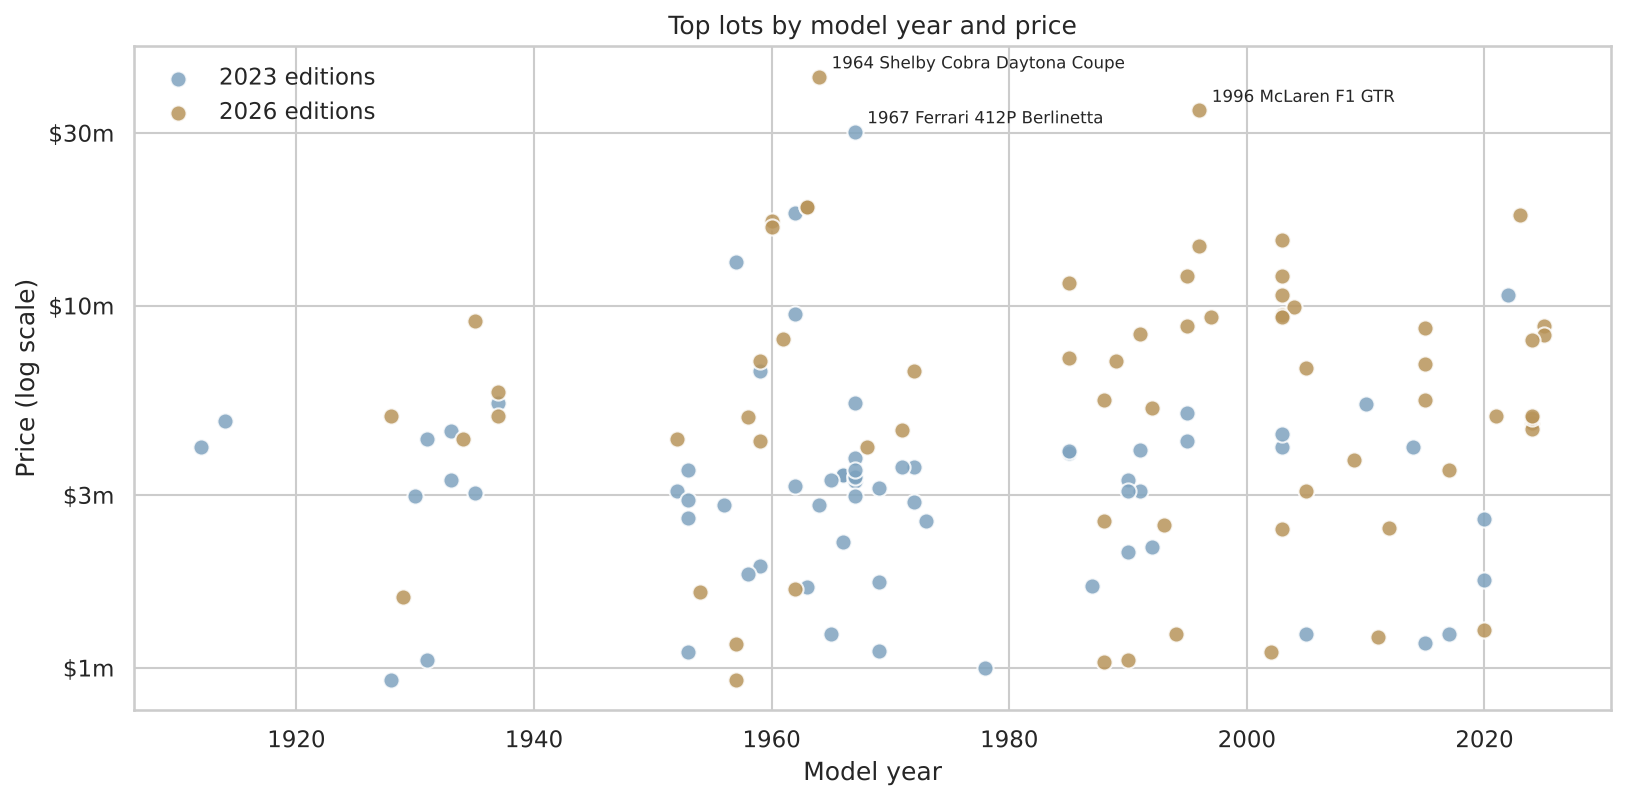 Top lots by model year and price
2023 editions
2026 editions
1964 Shelby Cobra Daytona Coupe
1996 McLaren F1 GTR
1967 Ferrari 412P Berlinetta
Price (log scale)
$30m
$10m
$3m
$1m
1920
1940
1960
1980
2000
2020
Model year